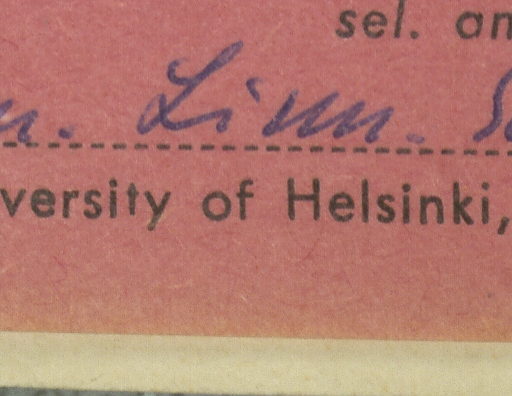 sel. an
n. Linn. S
versity of Helsinki,